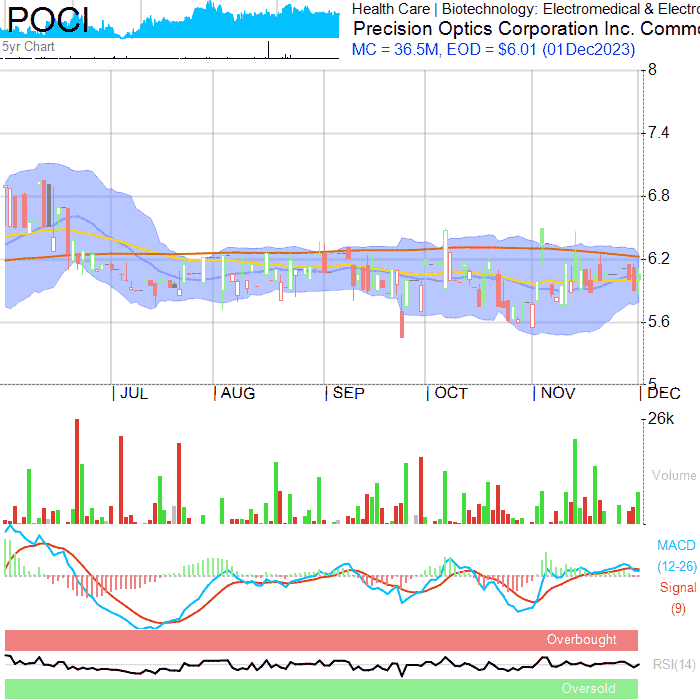 POCI
5yr Chart
Health Care | Biotechnology: Electromedical & Electro
Precision Optics Corporation Inc. Commo
MC = 36.5M, EOD = $6.01 (01Dec2023)
8
7.4
6.8
6.2
5.6
5
JUL AUG SEP OCT NOV DEC
26k
Volume
MACD
(12-26)
Signal
(9)
Overbought
RSI(14)
Oversold